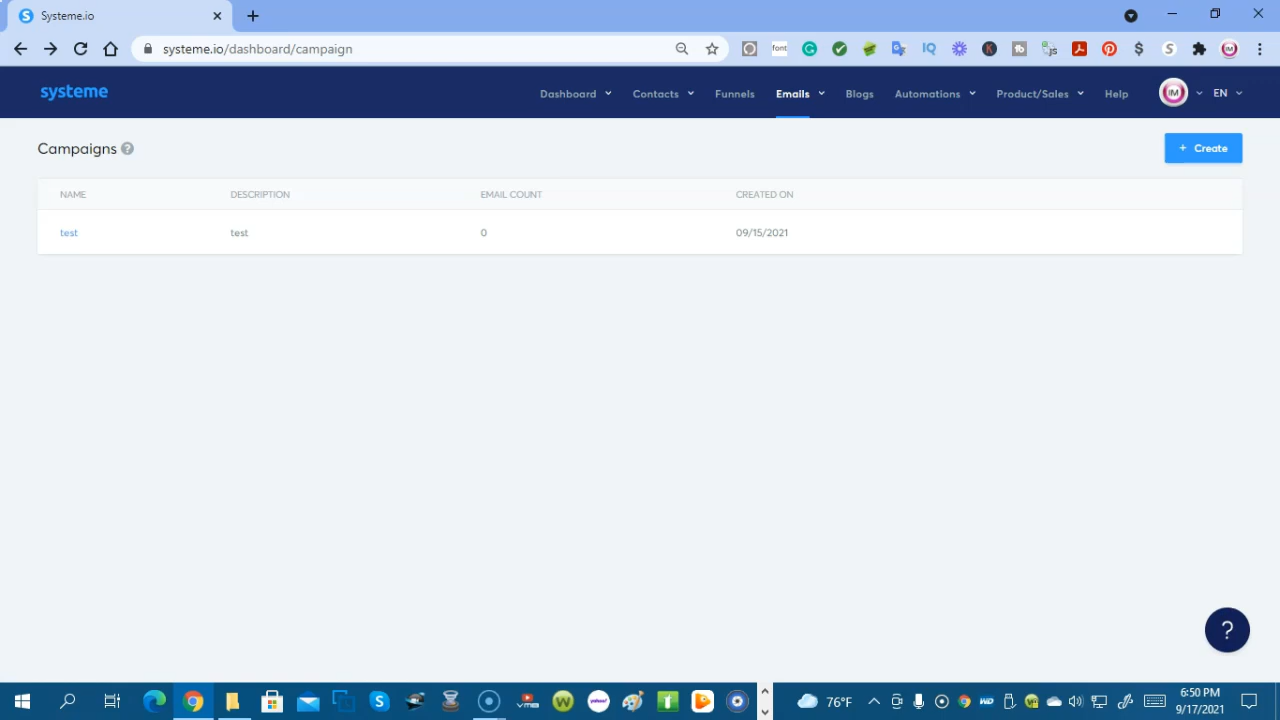 Systeme.io
systeme.io/dashboard/campaign
systeme
Dashboard Contacts Funnels Emails Blogs Automations Product/Sales Help IM EN
Campaigns ?
+ Create
NAME DESCRIPTION EMAIL COUNT CREATED ON
test test 0 09/15/2021
?
76°F
6:50 PM
9/17/2021